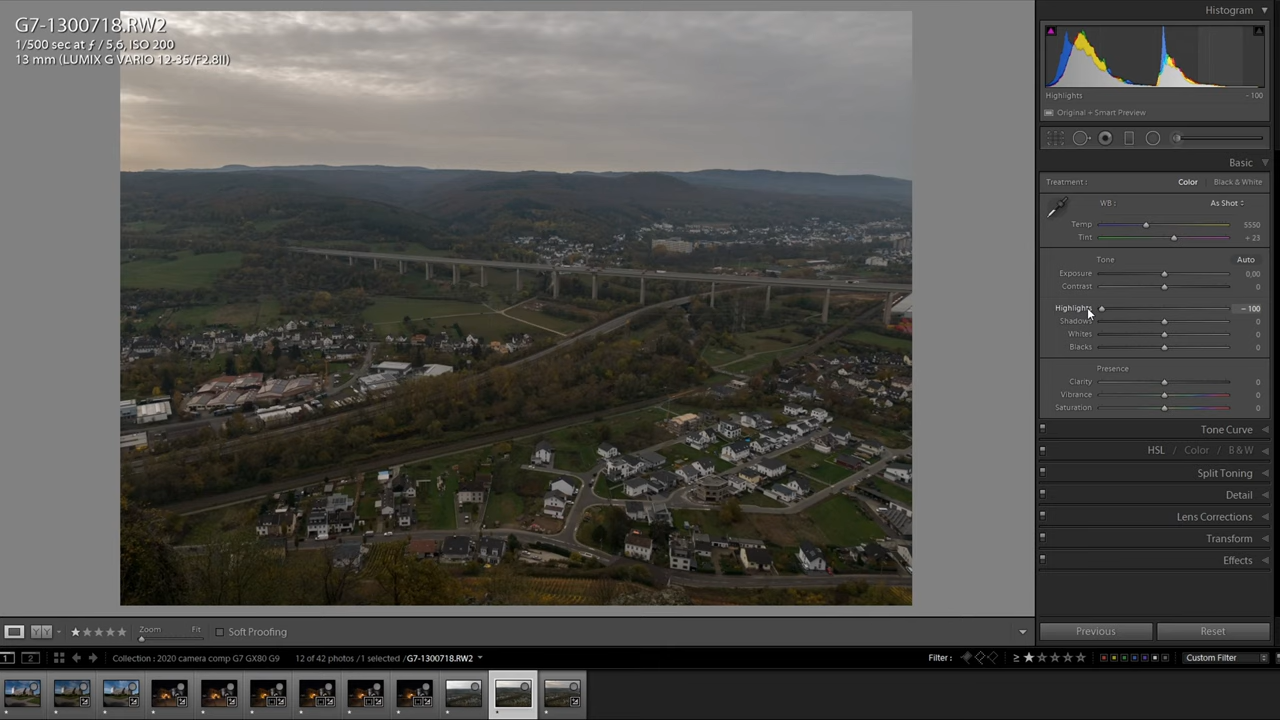 G7-1300718.RW2
1/500 sec at ƒ / 5,6, ISO 200
13 mm (LUMIX G VARIO 12-35/F2.8II)
Histogram
Highlights - 100
Original + Smart Preview
Basic
Treatment : Color Black & White
WB : As Shot
Temp 5550
Tint + 23
Tone Auto
Exposure 0,00
Contrast 0
Highlights - 100
Shadows 0
Whites 0
Blacks 0
Presence
Clarity 0
Vibrance 0
Saturation 0
Tone Curve
HSL / Color / B & W
Split Toning
Detail
Lens Corrections
Transform
Effects
Previous Reset
YY Zoom Fit Soft Proofing
1 2 Collection : 2020 camera comp G7 GX80 G9 12 of 42 photos / 1 selected / G7-1300718.RW2 Filter : ≥ Custom Filter